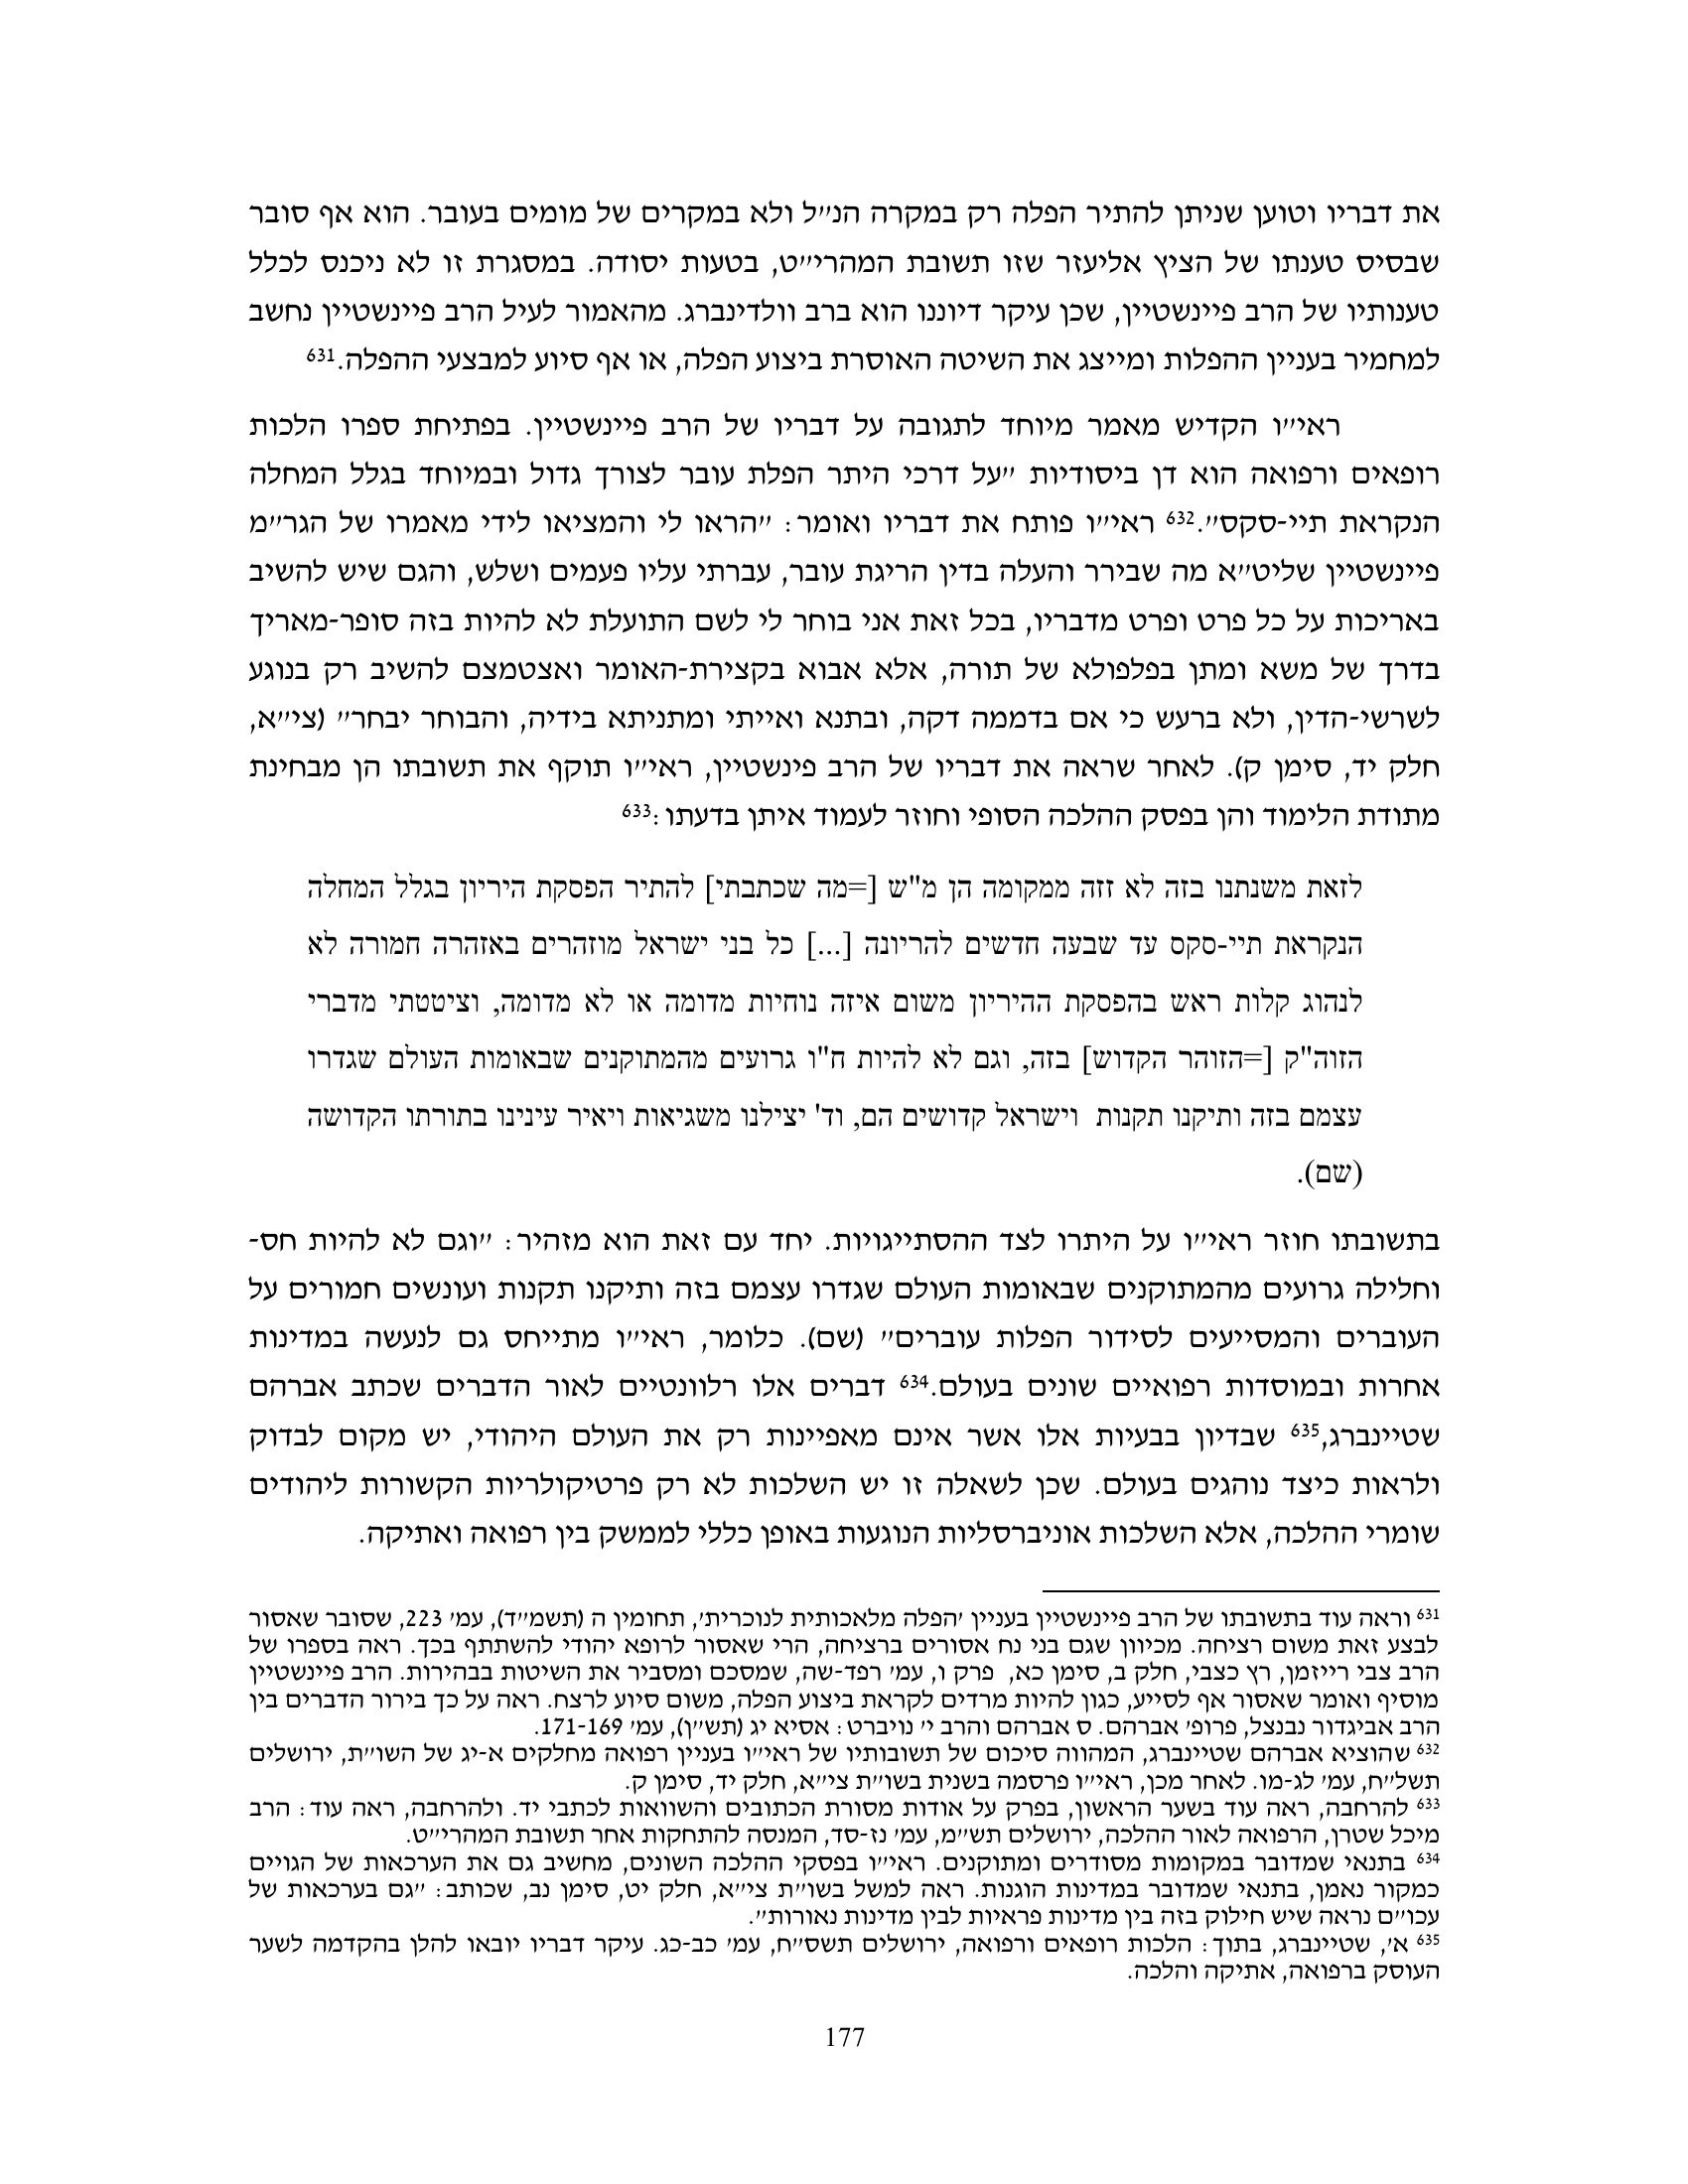 את דבריו וטוען שניתן להתיר הפלה רק במקרה הנ״ל ולא במקרים של מומים בעובר. הוא אף סובר
שבסיס טענתו של הציץ אליעזר שזו תשובת המהרי״ט, בטעות יסודה. במסגרת זו לא ניכנס לכלל
טענותיו של הרב פיינשטיין, שכן עיקר דיוננו הוא ברב וולדינברג. מהאמור לעיל הרב פיינשטיין נחשב
למחמיר בעניין ההפלות ומייצג את השיטה האוסרת ביצוע הפלה, או אף סיוע למבצעי ההפלה.631
ראי״ו הקדיש מאמר מיוחד לתגובה על דבריו של הרב פיינשטיין. בפתיחת ספרו הלכות
רופאים ורפואה הוא דן ביסודיות ״על דרכי היתר הפלת עובר לצורך גדול ובמיוחד בגלל המחלה
הנקראת תיי-סקס״.632 ראי״ו פותח את דבריו ואומר: ״הראו לי והמציאו לידי מאמרו של הגר״מ
פיינשטיין שליט״א מה שבירר והעלה בדין הריגת עובר, עברתי עליו פעמים ושלש, והגם שיש להשיב
באריכות על כל פרט ופרט מדבריו, בכל זאת אני בוחר לי לשם התועלת לא להיות בזה סופר-מאריך
בדרך של משא ומתן בפלפולא של תורה, אלא אבוא בקצירת-האומר ואצטמצם להשיב רק בנוגע
לשרשי-הדין, ולא ברעש כי אם בדממה דקה, ובתנא ואייתי ומתניתא בידיה, והבוחר יבחר״ (צי״א,
חלק יד, סימן ק). לאחר שראה את דבריו של הרב פינשטיין, ראי״ו תוקף את תשובתו הן מבחינת
מתודת הלימוד והן בפסק ההלכה הסופי וחוזר לעמוד איתן בדעתו:633
לזאת משנתנו בזה לא זזה ממקומה הן מ"ש [=מה שכתבתי] להתיר הפסקת היריון בגלל המחלה
הנקראת תיי-סקס עד שבעה חדשים להריונה [...] כל בני ישראל מוזהרים באזהרה חמורה לא
לנהוג קלות ראש בהפסקת ההיריון משום איזה נוחיות מדומה או לא מדומה, וציטטתי מדברי
הזוה"ק [=הזוהר הקדוש] בזה, וגם לא להיות ח"ו גרועים מהמתוקנים שבאומות העולם שגדרו
עצמם בזה ותיקנו תקנות וישראל קדושים הם, וד' יצילנו משגיאות ויאיר עינינו בתורתו הקדושה
(שם).
בתשובתו חוזר ראי״ו על היתרו לצד ההסתייגויות. יחד עם זאת הוא מזהיר: ״וגם לא להיות חס-
וחלילה גרועים מהמתוקנים שבאומות העולם שגדרו עצמם בזה ותיקנו תקנות ועונשים חמורים על
העוברים והמסייעים לסידור הפלות עוברים״ (שם). כלומר, ראי״ו מתייחס גם לנעשה במדינות
אחרות ובמוסדות רפואיים שונים בעולם.634 דברים אלו רלוונטיים לאור הדברים שכתב אברהם
שטיינברג,635 שבדיון בבעיות אלו אשר אינם מאפיינות רק את העולם היהודי, יש מקום לבדוק
ולראות כיצד נוהגים בעולם. שכן לשאלה זו יש השלכות לא רק פרטיקולריות הקשורות ליהודים
שומרי ההלכה, אלא השלכות אוניברסליות הנוגעות באופן כללי לממשק בין רפואה ואתיקה.
631 וראה עוד בתשובתו של הרב פיינשטיין בעניין ׳הפלה מלאכותית לנוכרית׳, תחומין ה (תשמ״ד), עמ׳ 223, שסובר שאסור
לבצע זאת משום רציחה. מכיוון שגם בני נח אסורים ברציחה, הרי שאסור לרופא יהודי להשתתף בכך. ראה בספרו של
הרב צבי רייזמן, רץ כצבי, חלק ב, סימן כא, פרק ו, עמ׳ רפד-שה, שמסכם ומסביר את השיטות בבהירות. הרב פיינשטיין
מוסיף ואומר שאסור אף לסייע, כגון להיות מרדים לקראת ביצוע הפלה, משום סיוע לרצח. ראה על כך בירור הדברים בין
הרב אביגדור נבנצל, פרופ׳ אברהם. ס אברהם והרב י׳ נויברט: אסיא יג (תש״ן), עמ׳ 171-169.
632 שהוציא אברהם שטיינברג, המהווה סיכום של תשובותיו של ראי״ו בעניין רפואה מחלקים א-יג של השו״ת, ירושלים
תשל״ח, עמ׳ לג-מו. לאחר מכן, ראי״ו פרסמה בשנית בשו״ת צי״א, חלק יד, סימן ק.
633 להרחבה, ראה עוד בשער הראשון, בפרק על אודות מסורת הכתובים והשוואות לכתבי יד. ולהרחבה, ראה עוד: הרב
מיכל שטרן, הרפואה לאור ההלכה, ירושלים תש״מ, עמ׳ נז-סד, המנסה להתחקות אחר תשובת המהרי״ט.
634 בתנאי שמדובר במקומות מסודרים ומתוקנים. ראי״ו בפסקי ההלכה השונים, מחשיב גם את הערכאות של הגויים
כמקור נאמן, בתנאי שמדובר במדינות הוגנות. ראה למשל בשו״ת צי״א, חלק יט, סימן נב, שכותב: ״גם בערכאות של
עכו״ם נראה שיש חילוק בזה בין מדינות פראיות לבין מדינות נאורות״.
635 א׳, שטיינברג, בתוך: הלכות רופאים ורפואה, ירושלים תשס״ח, עמ׳ כב-כג. עיקר דבריו יובאו להלן בהקדמה לשער
העוסק ברפואה, אתיקה והלכה.
177